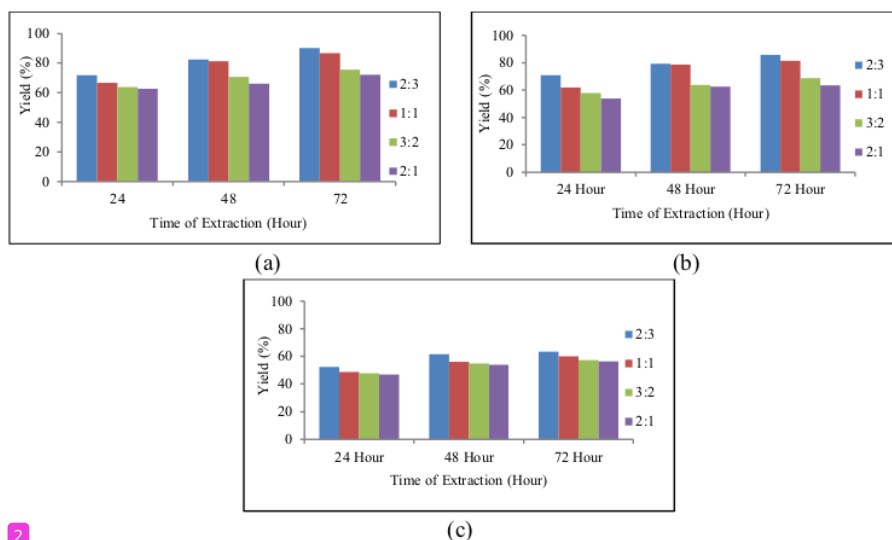 100
80
60
40
20
0
Yield (%)
24 48 72
Time of Extraction (Hour)
2:3
1:1
3:2
2:1
(a)
100
80
60
40
20
0
Yield (%)
24 Hour 48 Hour 72 Hour
Time of Extraction (Hour)
2:3
1:1
3:2
2:1
(b)
100
80
60
40
20
0
Yield (%)
24 Hour 48 Hour 72 Hour
Time of Extraction (Hour)
2:3
1:1
3:2
2:1
(c)
2